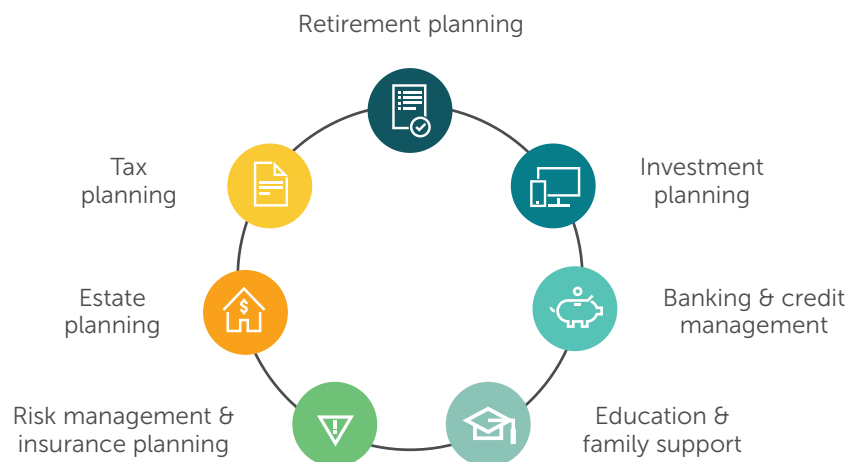 Retirement planning
Tax
planning
Investment
planning
Estate
planning
$
Banking & credit
management
Risk management &
insurance planning
!
Education &
family support